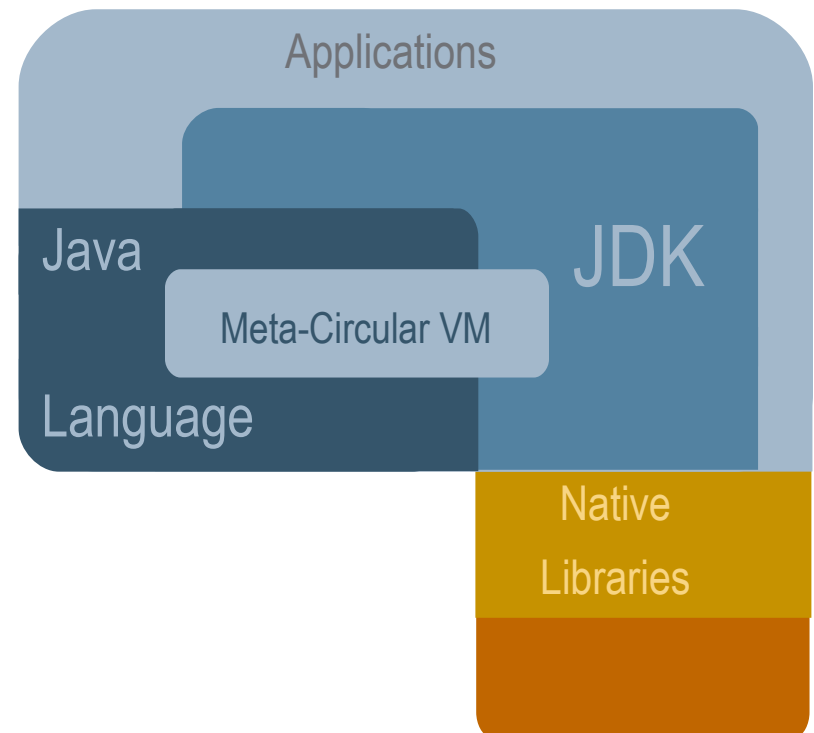 Applications
JDK
Java
Meta-Circular VM
Language
Native
Libraries